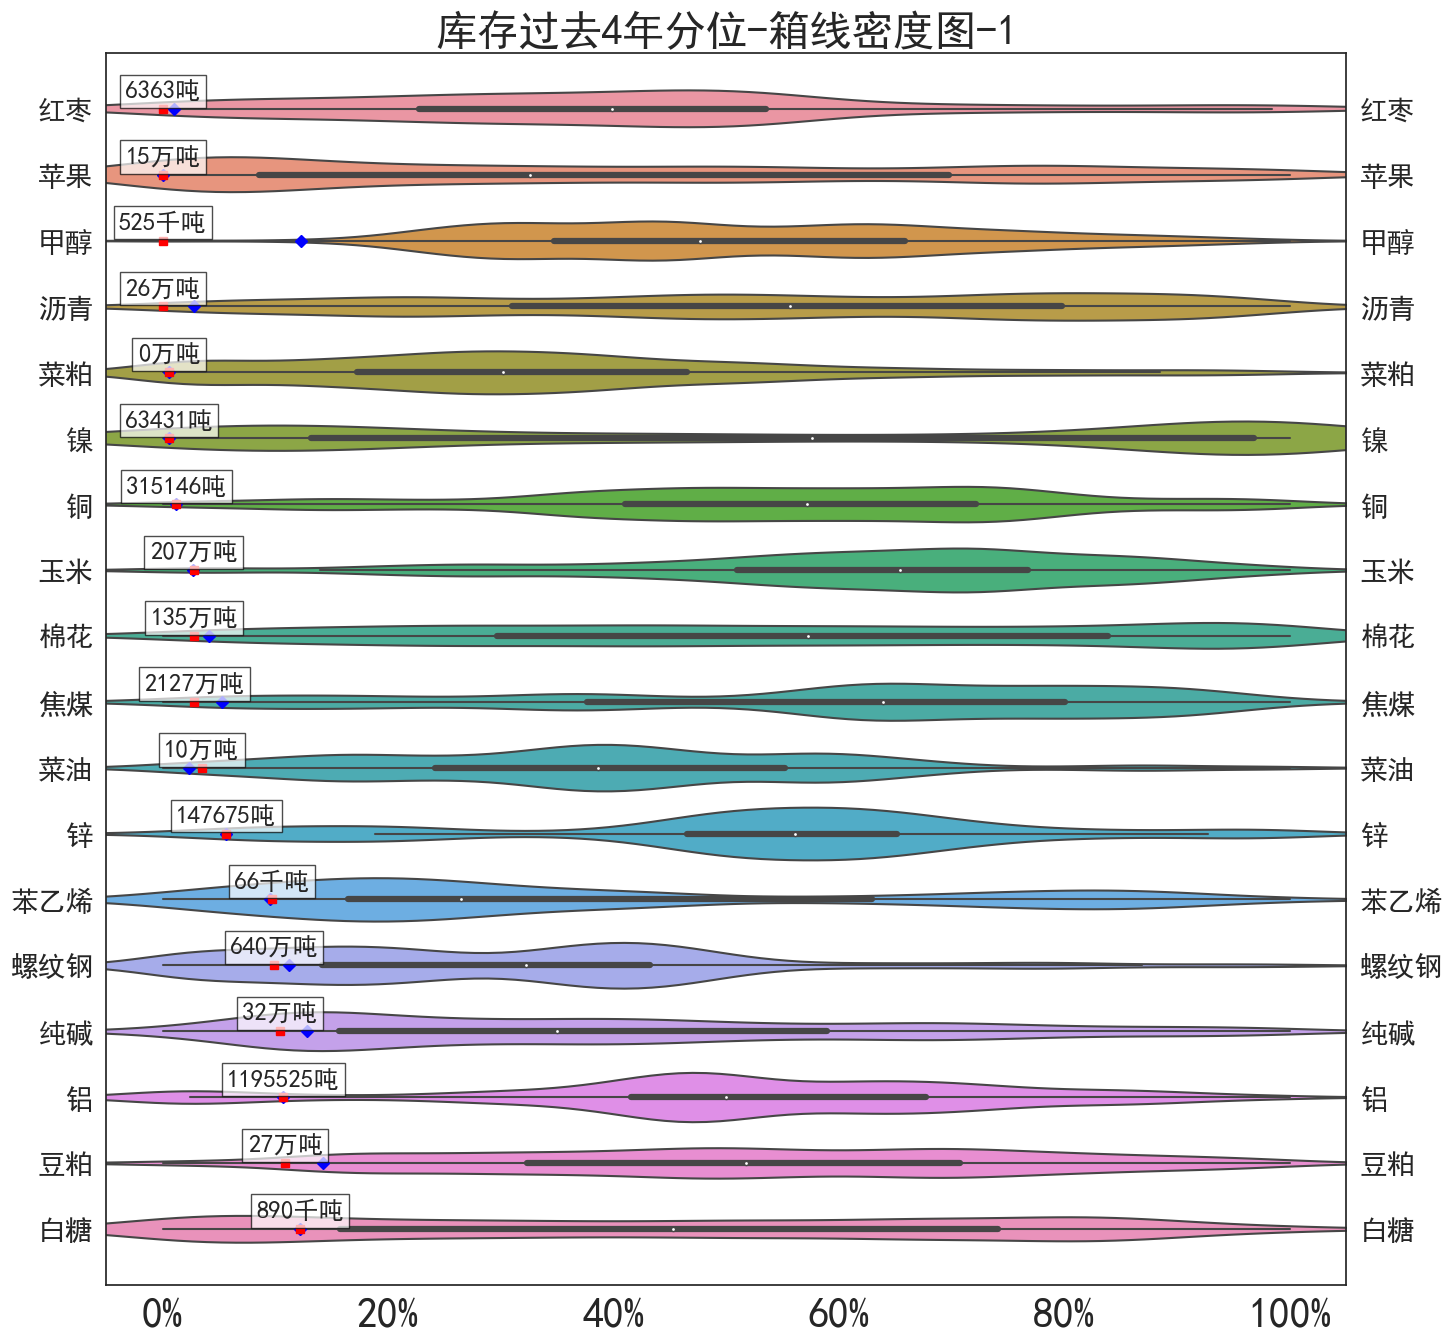 库存过去4年分位-箱线密度图-1
红枣 6363吨 红枣
苹果 15万吨 苹果
甲醇 525千吨 甲醇
沥青 26万吨 沥青
菜粕 0万吨 菜粕
镍 63431吨 镍
铜 315146吨 铜
玉米 207万吨 玉米
棉花 135万吨 棉花
焦煤 2127万吨 焦煤
菜油 10万吨 菜油
锌 147675吨 锌
苯乙烯 66千吨 苯乙烯
螺纹钢 640万吨 螺纹钢
纯碱 32万吨 纯碱
铝 1195525吨 铝
豆粕 27万吨 豆粕
白糖 890千吨 白糖
0% 20% 40% 60% 80% 100%